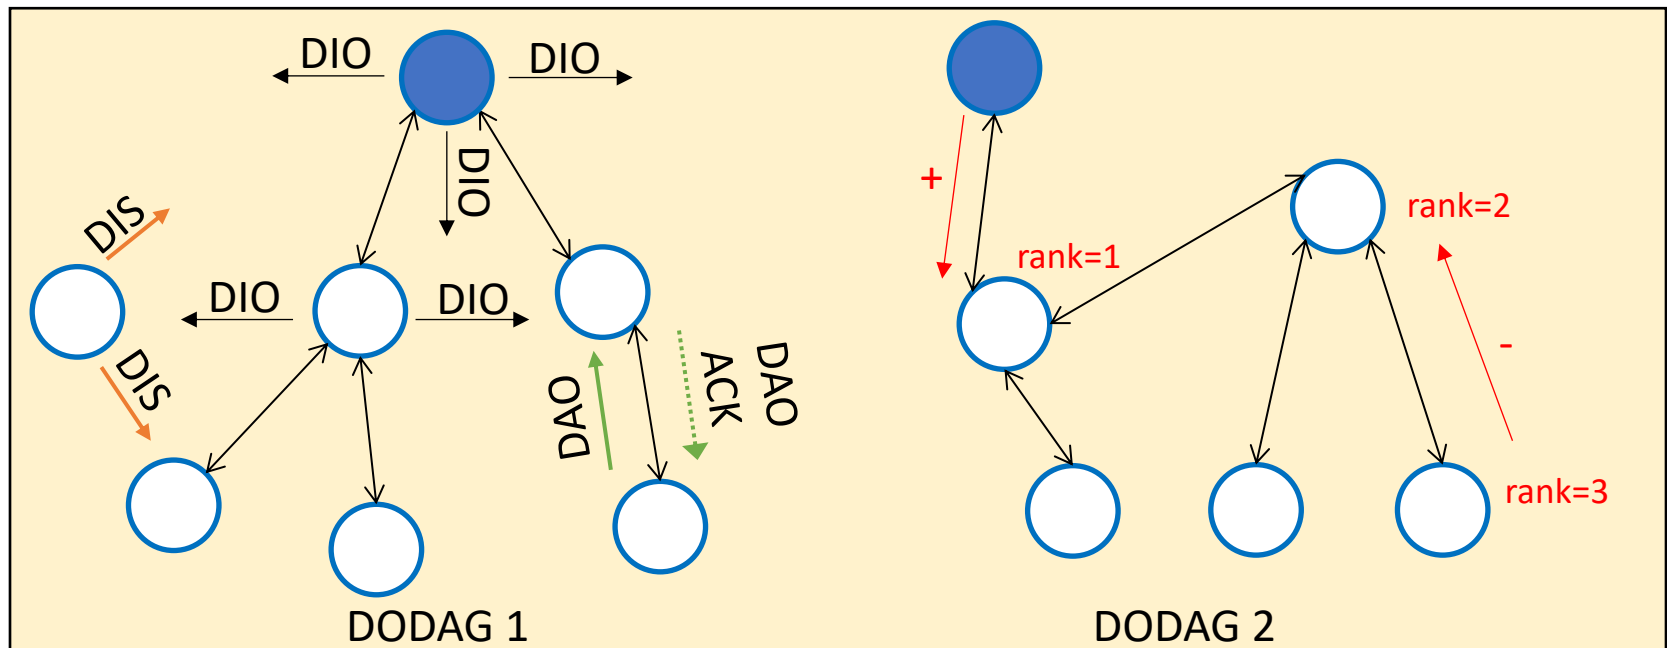 DIO
DIO
DIO
DIS
DIO
DIO
DIS
DAO
DAO
ACK
DODAG 1
+
rank=1
rank=2
-
rank=3
DODAG 2